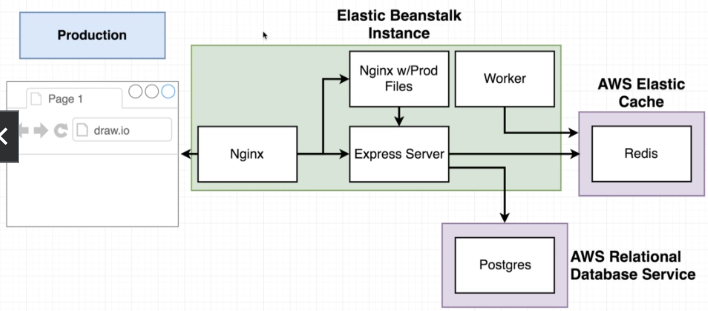 Production
Elastic Beanstalk
Instance
Page 1
draw.io
Nginx w/Prod
Files
Worker
Nginx
Express Server
AWS Elastic
Cache
Redis
Postgres
AWS Relational
Database Service